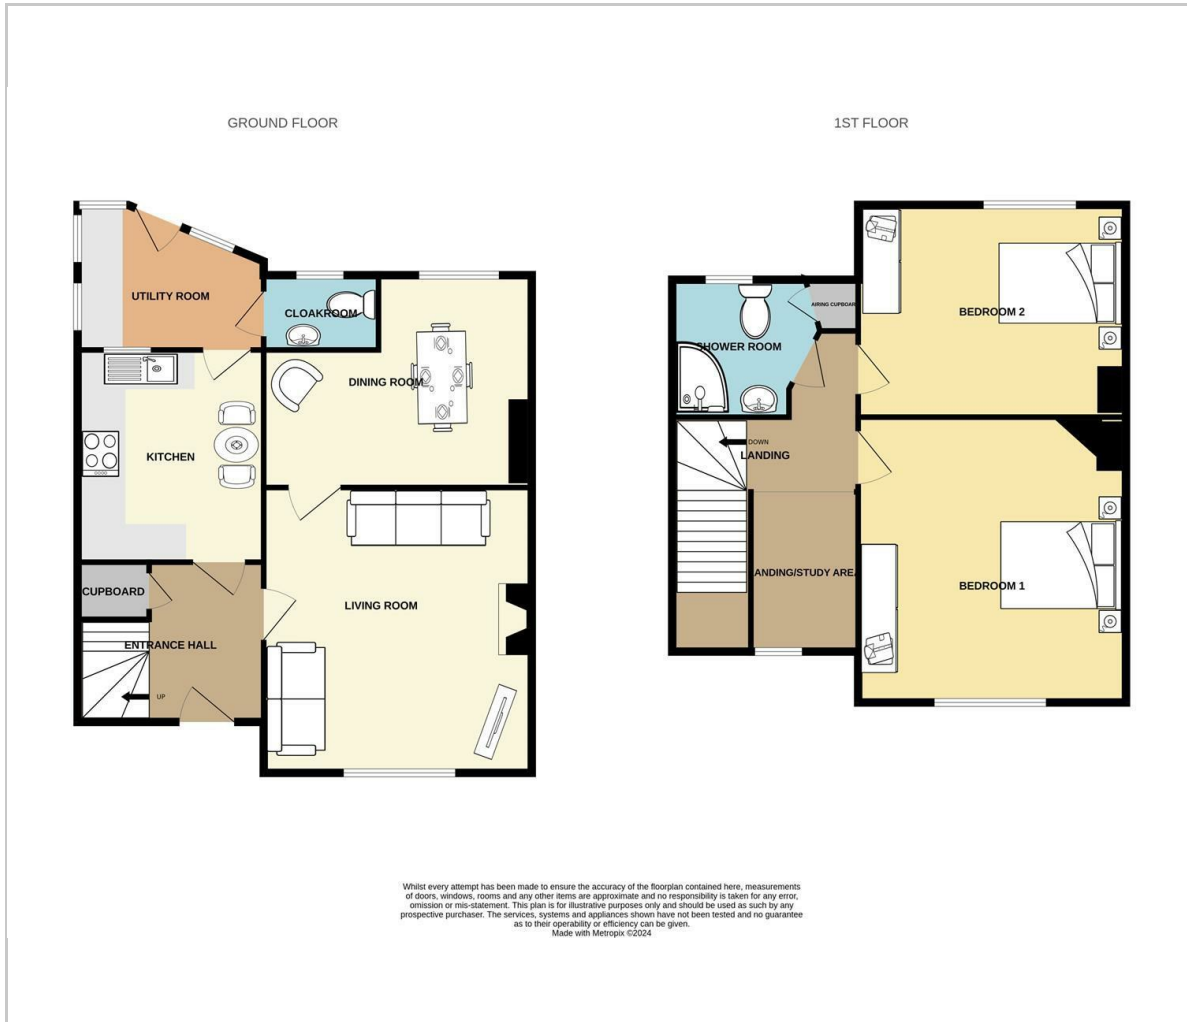 GROUND FLOOR
1ST FLOOR
UTILITY ROOM
CLOAKROOM
DINING ROOM
KITCHEN
CUPBOARD
LIVING ROOM
ENTRANCE HALL
UP
AIRING CUPBOARD
BEDROOM 2
SHOWER ROOM
DOWN
LANDING
LANDING/STUDY AREA
BEDROOM 1
Whilst every attempt has been made to ensure the accuracy of the floorplan contained here, measurements
of doors, windows, rooms and any other items are approximate and no responsibility is taken for any error,
omission or mis-statement. This plan is for illustrative purposes only and should be used as such by any
prospective purchaser. The services, systems and appliances shown have not been tested and no guarantee
as to their operability or efficiency can be given.
Made with Metropix ©2024